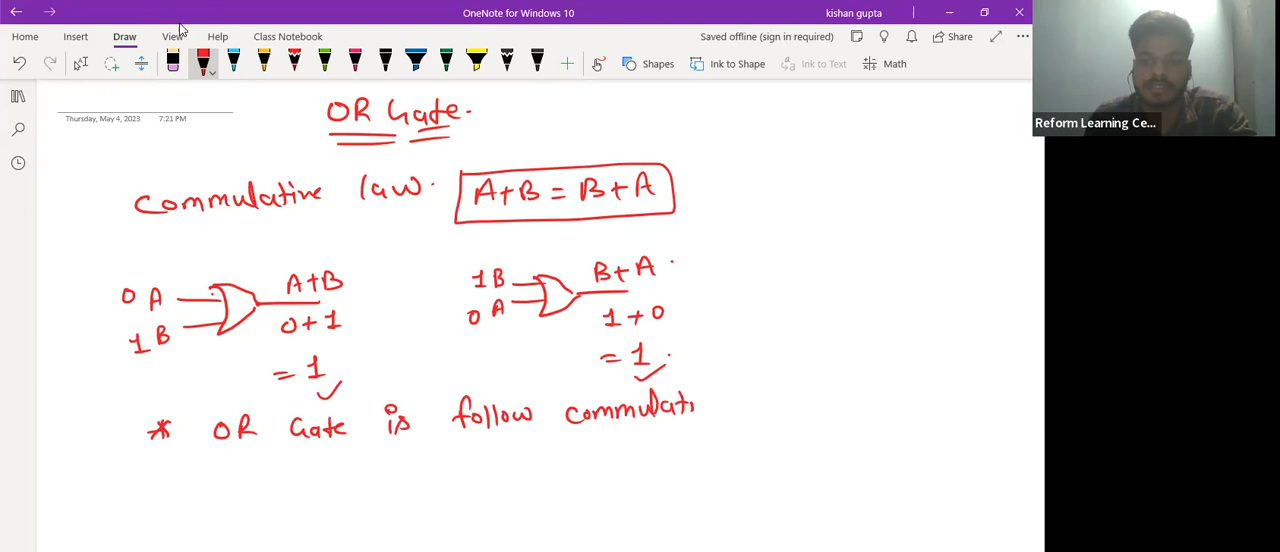 OneNote for Windows 10
kishan gupta
Home Insert Draw View Help Class Notebook
Saved offline (sign in required)
Share
Shapes Ink to Shape Ink to Text Math
Reform Learning Ce...
Thursday, May 4, 2023 7:21 PM
OR Gate.
Commulative law. A+B = B+A
0 A
1 B
A+B
0+1
= 1
1 B
0 A
B+A
1+0
= 1
* OR Gate is follow commulati